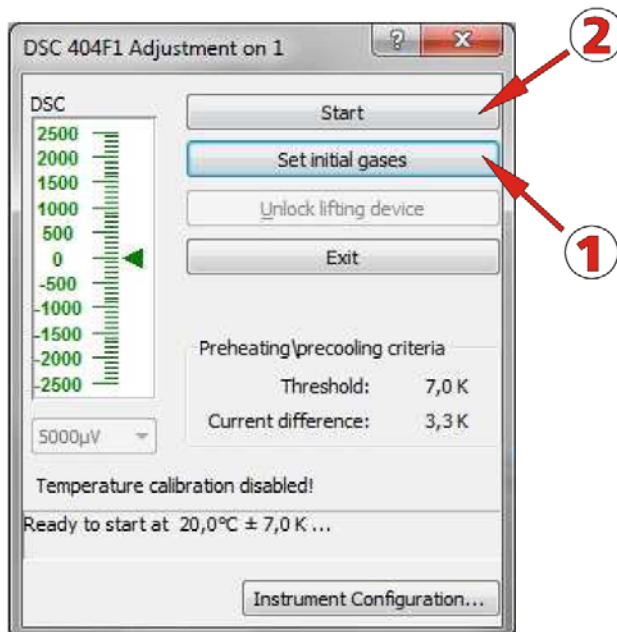 DSC 404F1 Adjustment on 1
?
X
2
DSC
Start
2500
2000
1500
1000
500
0
-500
-1000
-1500
-2000
-2500
Set initial gases
Unlock lifting device
Exit
1
Preheating\precooling criteria
Threshold: 7,0 K
Current difference: 3,3 K
5000µV
Temperature calibration disabled!
Ready to start at 20,0°C ± 7,0 K ...
Instrument Configuration...